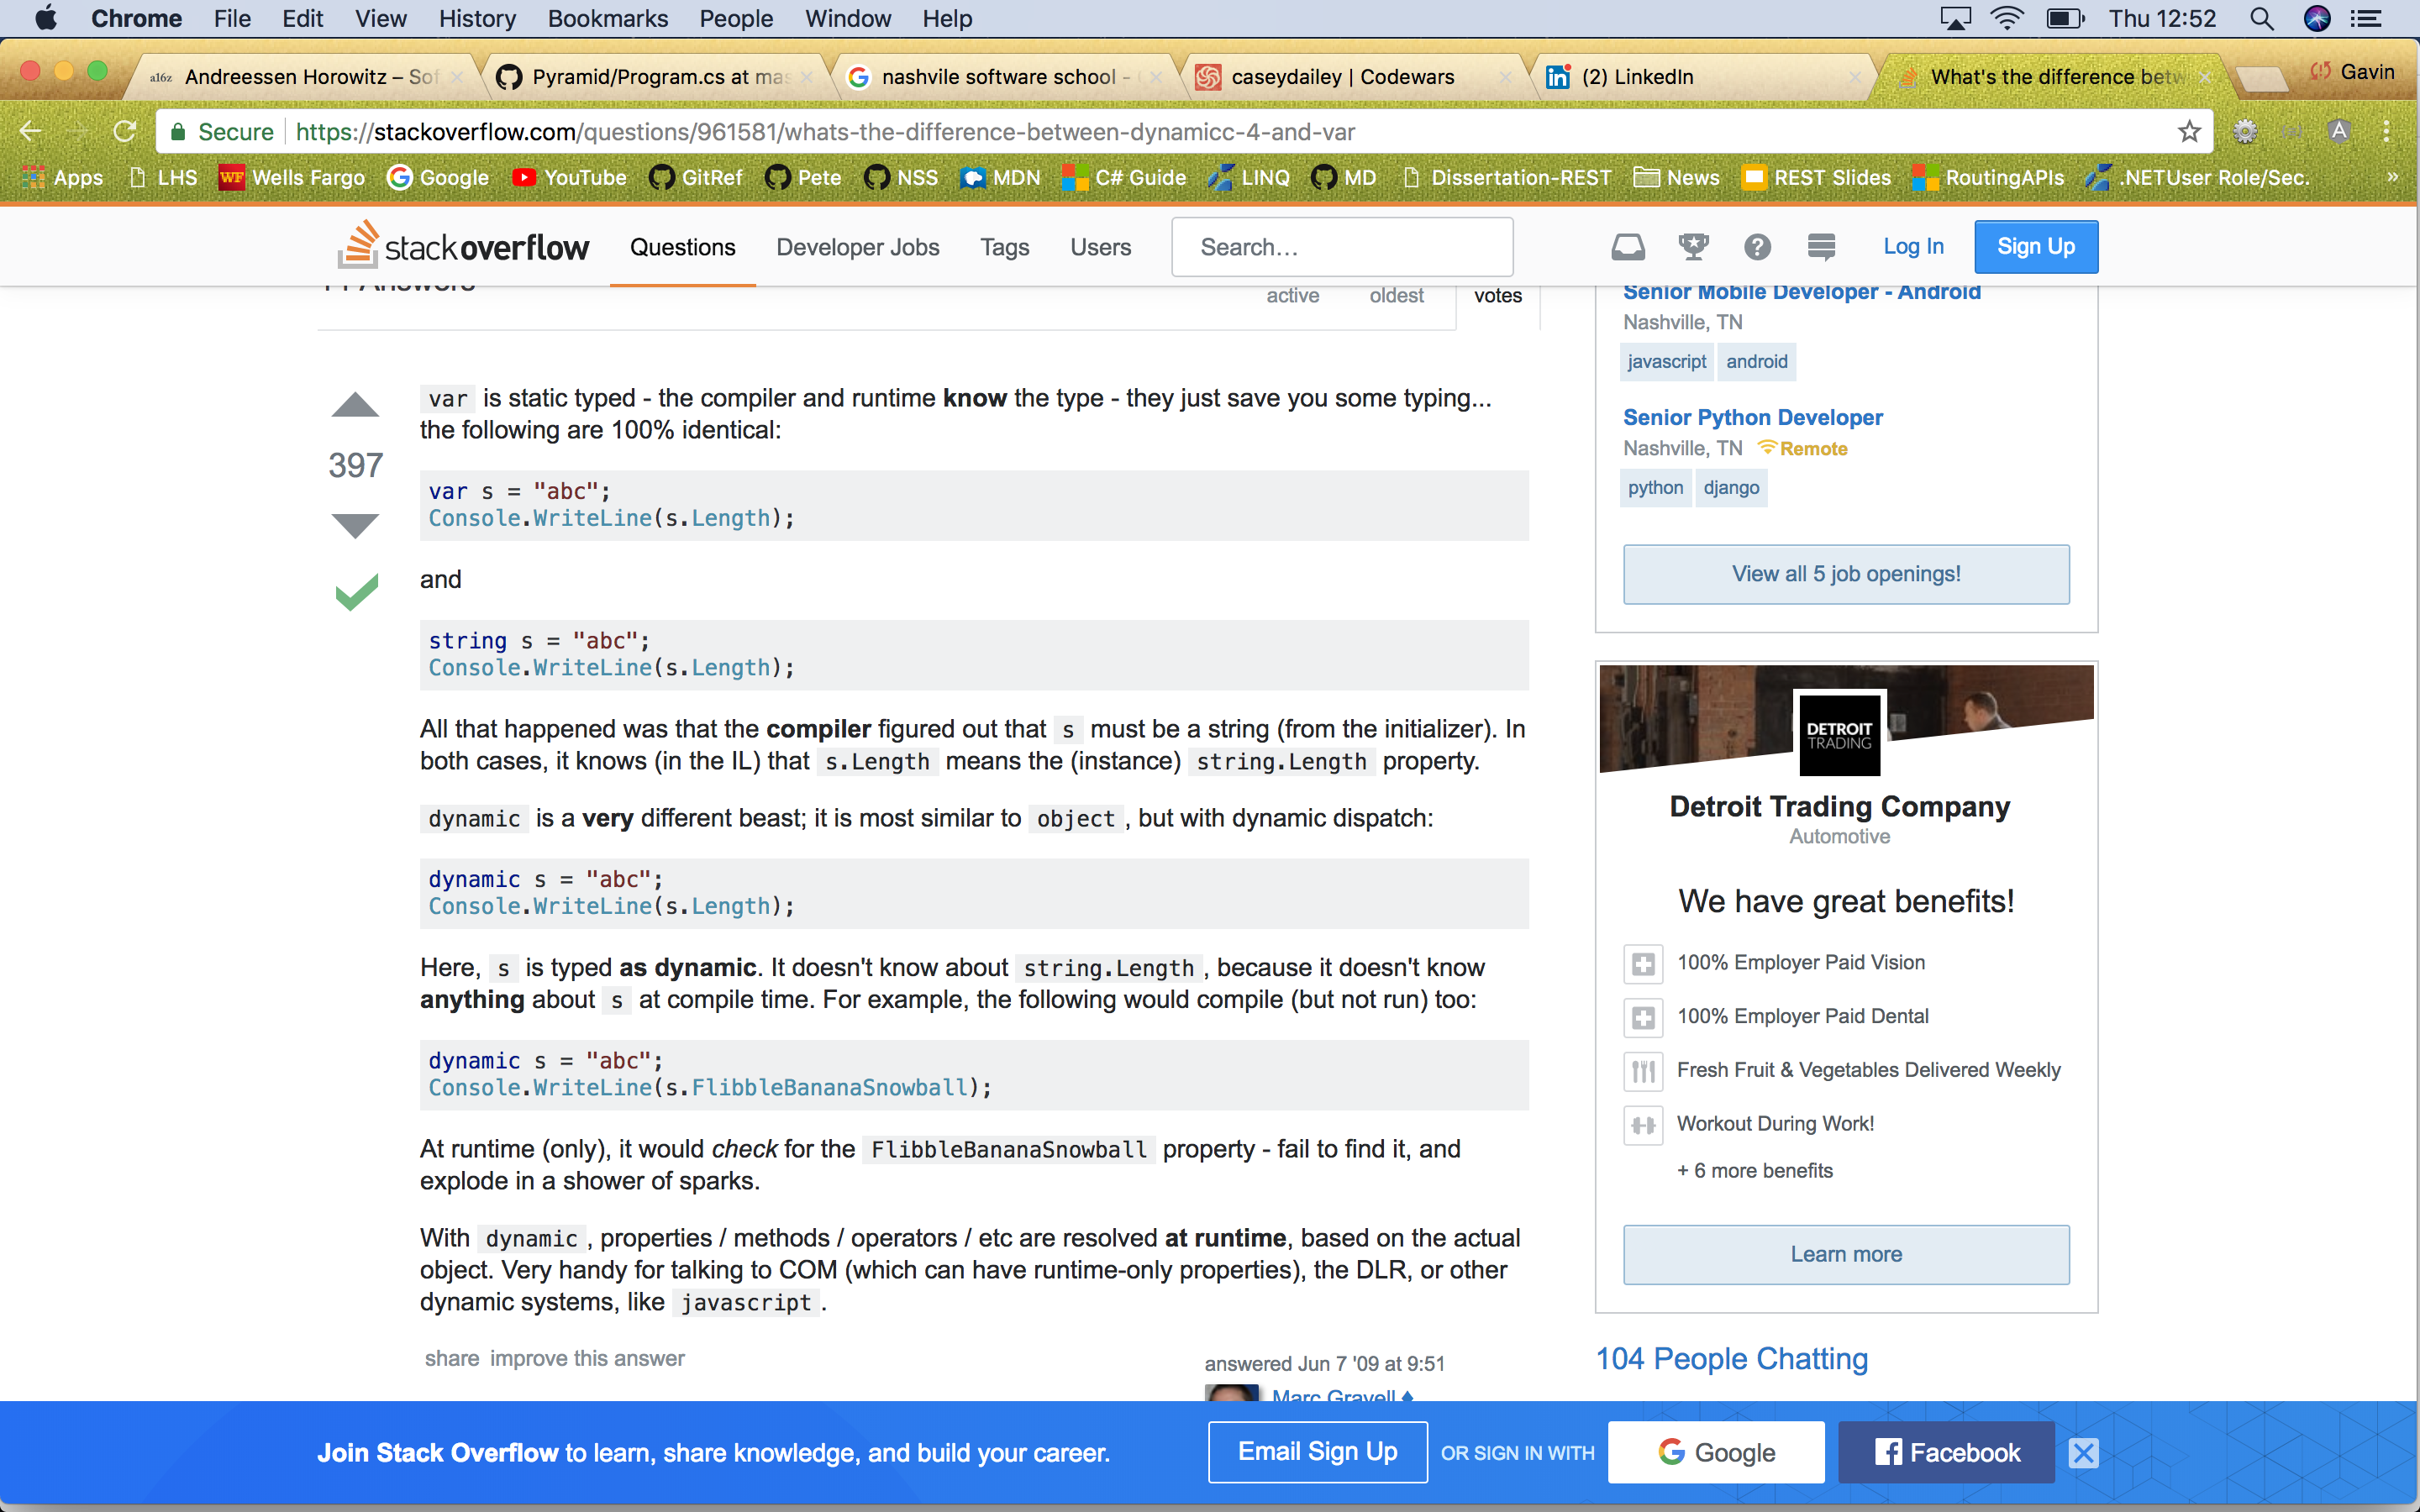 Chrome File Edit View History Bookmarks People Window Help Thu 12:52
a16z Andreessen Horowitz – Sof
Pyramid/Program.cs at mas
nashvile software school -
caseydailey | Codewars
(2) LinkedIn
What's the difference betw
Gavin
Secure https://stackoverflow.com/questions/961581/whats-the-difference-between-dynamicc-4-and-var
Apps LHS WF Wells Fargo Google YouTube GitRef Pete NSS MDN C# Guide LINQ MD Dissertation-REST News REST Slides RoutingAPIs .NETUser Role/Sec. »
stackoverflow Questions Developer Jobs Tags Users Search... Log In Sign Up
11 Answers
active oldest votes
397
var is static typed - the compiler and runtime know the type - they just save you some typing...
the following are 100% identical:
var s = "abc";
Console.WriteLine(s.Length);
and
string s = "abc";
Console.WriteLine(s.Length);
All that happened was that the compiler figured out that s must be a string (from the initializer). In
both cases, it knows (in the IL) that s.Length means the (instance) string.Length property.
dynamic is a very different beast; it is most similar to object , but with dynamic dispatch:
dynamic s = "abc";
Console.WriteLine(s.Length);
Here, s is typed as dynamic. It doesn't know about string.Length , because it doesn't know
anything about s at compile time. For example, the following would compile (but not run) too:
dynamic s = "abc";
Console.WriteLine(s.FlibbleBananaSnowball);
At runtime (only), it would check for the FlibbleBananaSnowball property - fail to find it, and
explode in a shower of sparks.
With dynamic , properties / methods / operators / etc are resolved at runtime, based on the actual
object. Very handy for talking to COM (which can have runtime-only properties), the DLR, or other
dynamic systems, like javascript .
share improve this answer
answered Jun 7 '09 at 9:51
Marc Gravell ♦
Senior Mobile Developer - Android
Nashville, TN
javascript android
Senior Python Developer
Nashville, TN Remote
python django
View all 5 job openings!
DETROIT
TRADING
Detroit Trading Company
Automotive
We have great benefits!
100% Employer Paid Vision
100% Employer Paid Dental
Fresh Fruit & Vegetables Delivered Weekly
Workout During Work!
+ 6 more benefits
Learn more
104 People Chatting
Join Stack Overflow to learn, share knowledge, and build your career.
Email Sign Up OR SIGN IN WITH Google Facebook